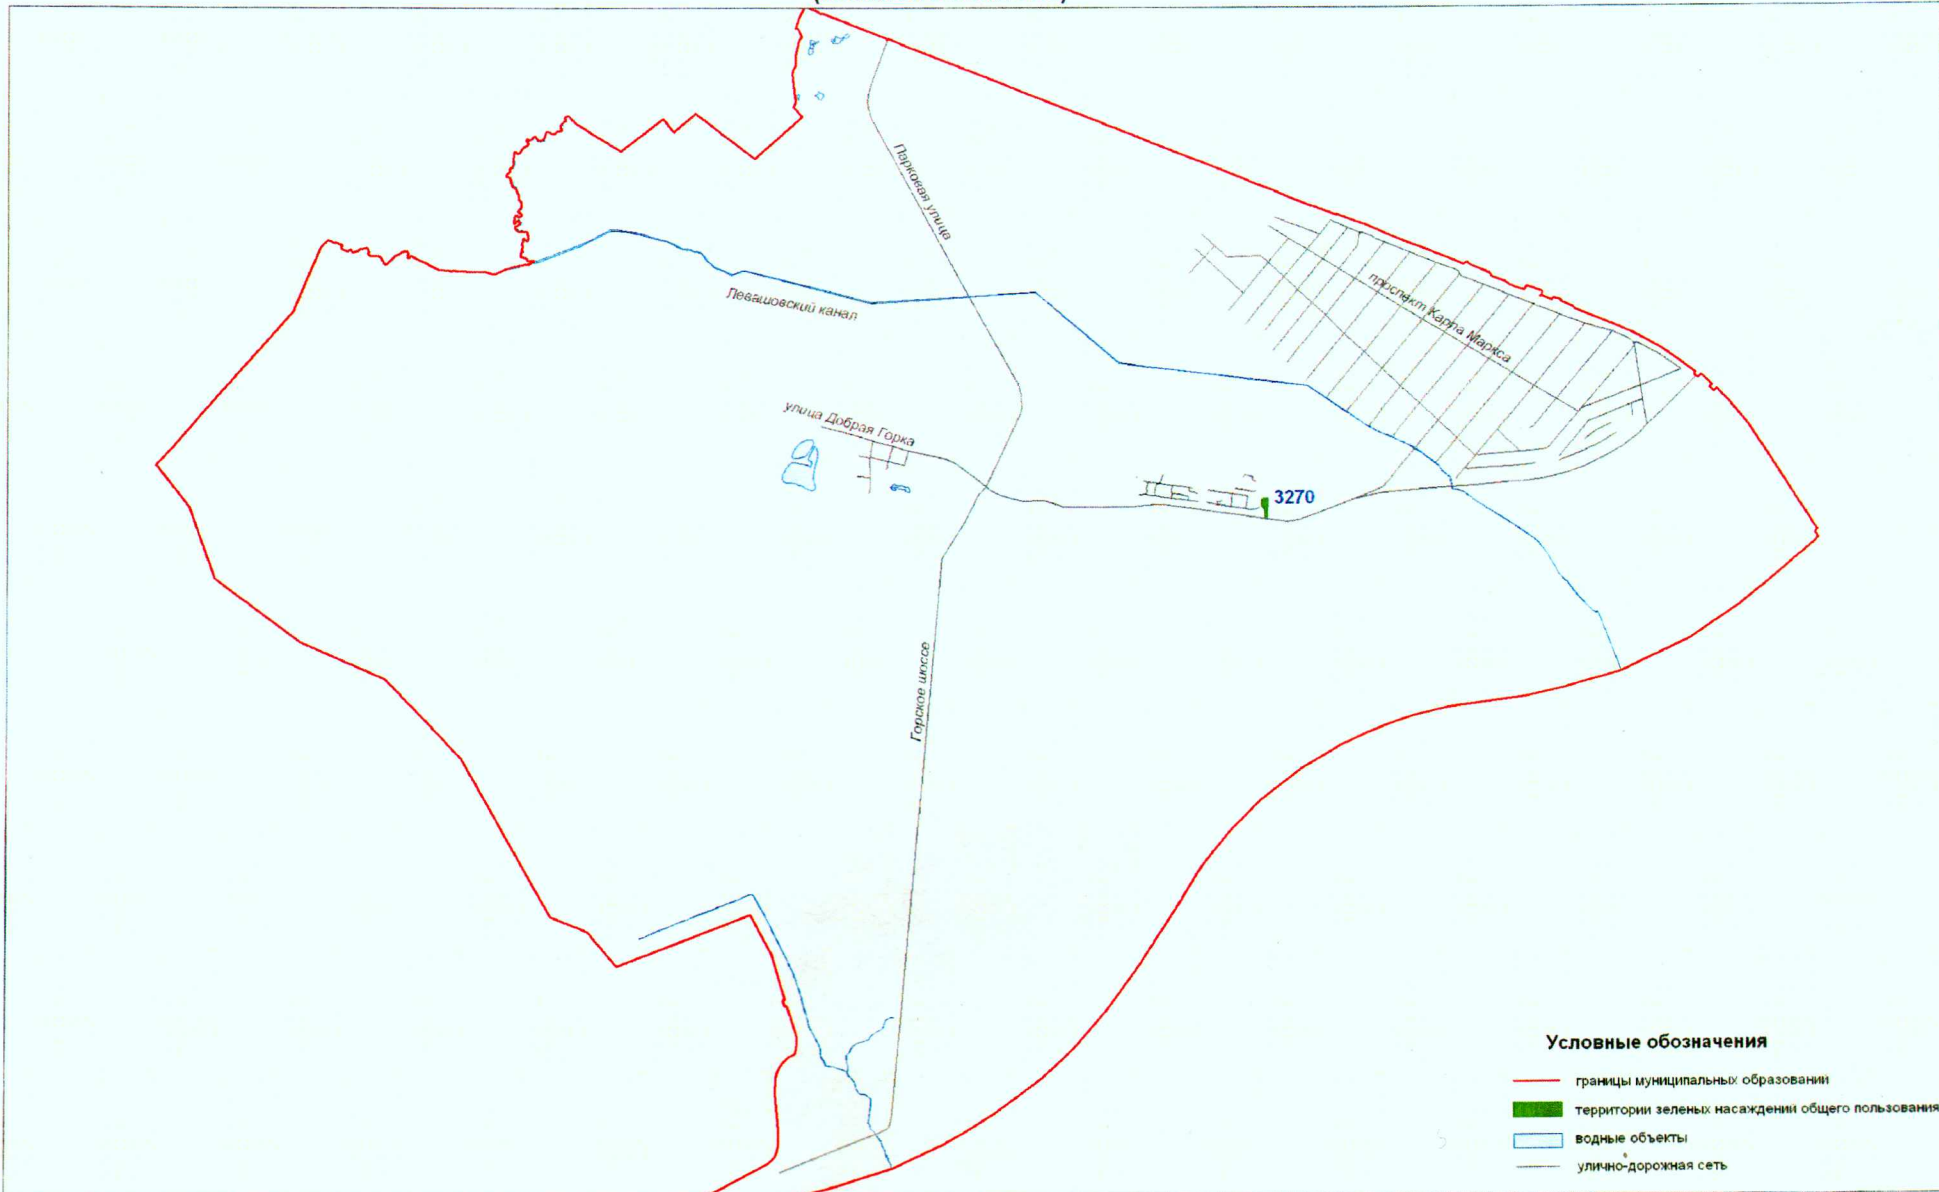 Парковая улица
Левашовский канал
проспект Карла Маркса
улица Добрая Горка
3270
Горское шоссе
Условные обозначения
границы муниципальных образований
территории зеленых насаждений общего пользования
водные объекты
улично-дорожная сеть